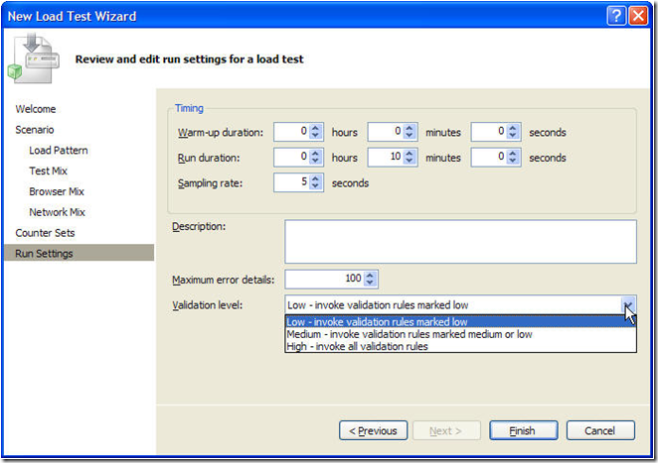 New Load Test Wizard
Review and edit run settings for a load test
Welcome
Scenario
Load Pattern
Test Mix
Browser Mix
Network Mix
Counter Sets
Run Settings
Timing
Warm-up duration: 0 hours 0 minutes 0 seconds
Run duration: 0 hours 10 minutes 0 seconds
Sampling rate: 5 seconds
Description:
Maximum error details: 100
Validation level: Low - invoke validation rules marked low
Low - invoke validation rules marked low
Medium - invoke validation rules marked medium or low
High - invoke all validation rules
< Previous Next > Finish Cancel